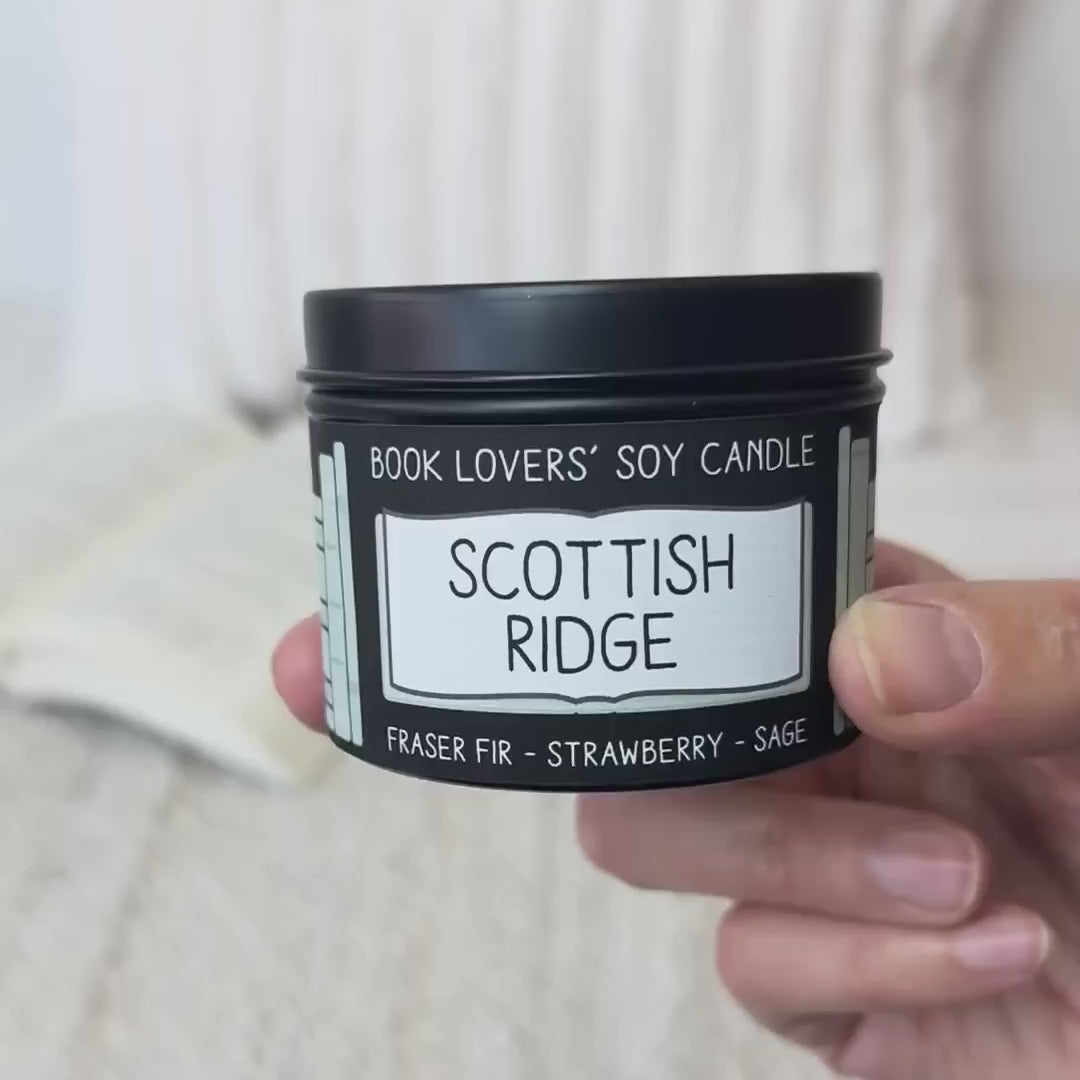 BOOK LOVERS' SOY CANDLE
SCOTTISH
RIDGE
FRASER FIR - STRAWBERRY - SAGE